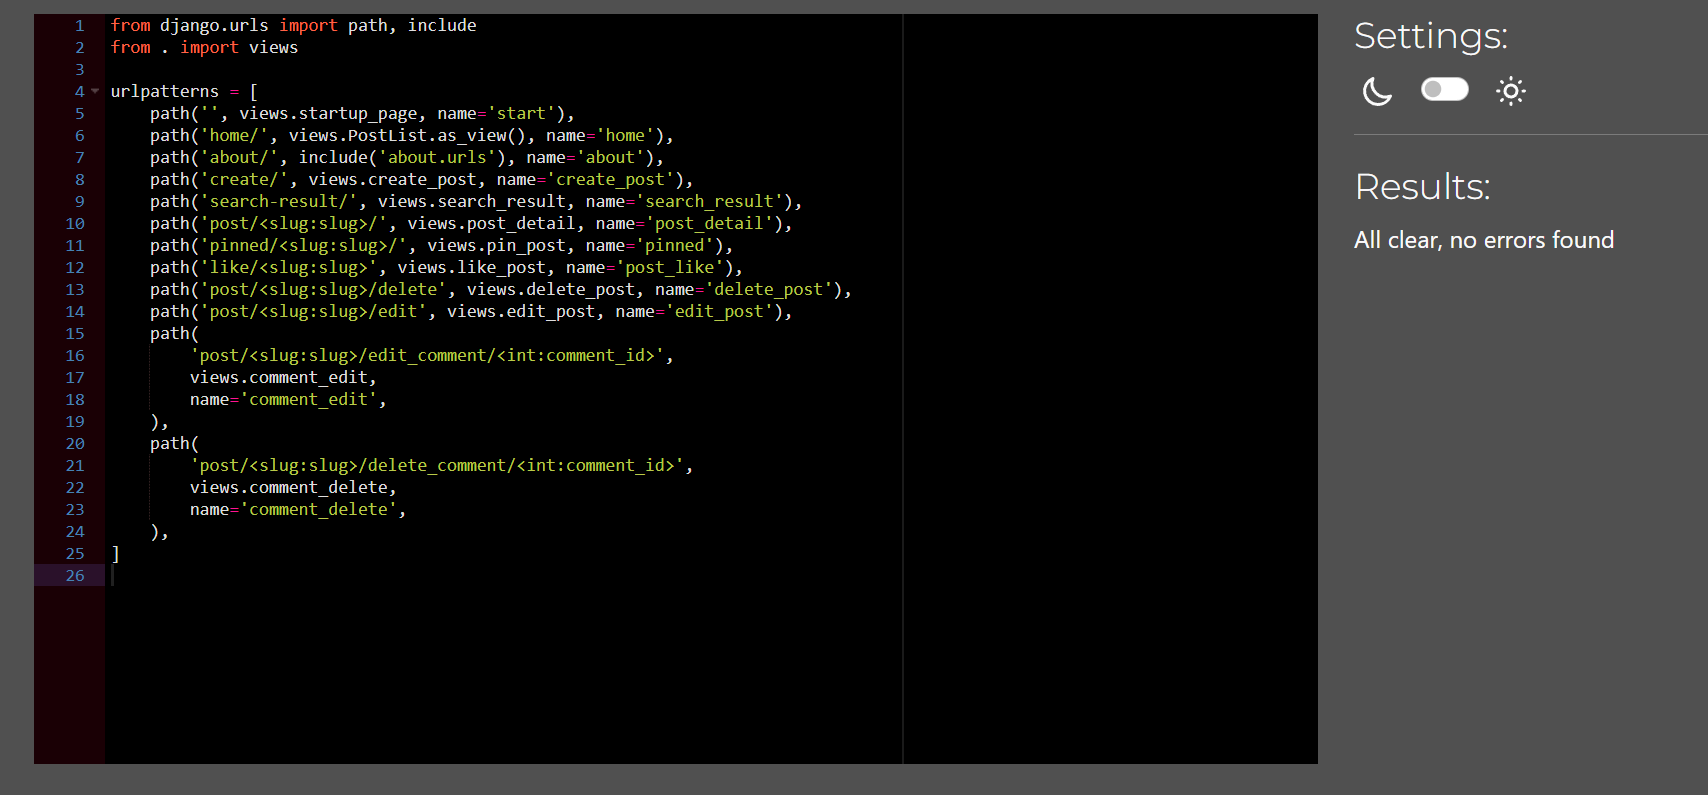 1 from django.urls import path, include
2 from . import views
3
4 urlpatterns = [
5     path('', views.startup_page, name='start'),
6     path('home/', views.PostList.as_view(), name='home'),
7     path('about/', include('about.urls'), name='about'),
8     path('create/', views.create_post, name='create_post'),
9     path('search-result/', views.search_result, name='search_result'),
10     path('post/<slug:slug>/', views.post_detail, name='post_detail'),
11     path('pinned/<slug:slug>/', views.pin_post, name='pinned'),
12     path('like/<slug:slug>', views.like_post, name='post_like'),
13     path('post/<slug:slug>/delete', views.delete_post, name='delete_post'),
14     path('post/<slug:slug>/edit', views.edit_post, name='edit_post'),
15     path(
16         'post/<slug:slug>/edit_comment/<int:comment_id>',
17         views.comment_edit,
18         name='comment_edit',
19     ),
20     path(
21         'post/<slug:slug>/delete_comment/<int:comment_id>',
22         views.comment_delete,
23         name='comment_delete',
24     ),
25 ]
26
Settings:
Results:
All clear, no errors found